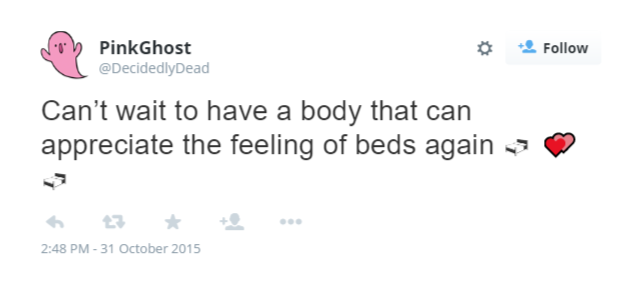 PinkGhost
@DecidedlyDead
Follow
Can’t wait to have a body that can
appreciate the feeling of beds again 🛏 💕
🛏
2:48 PM - 31 October 2015